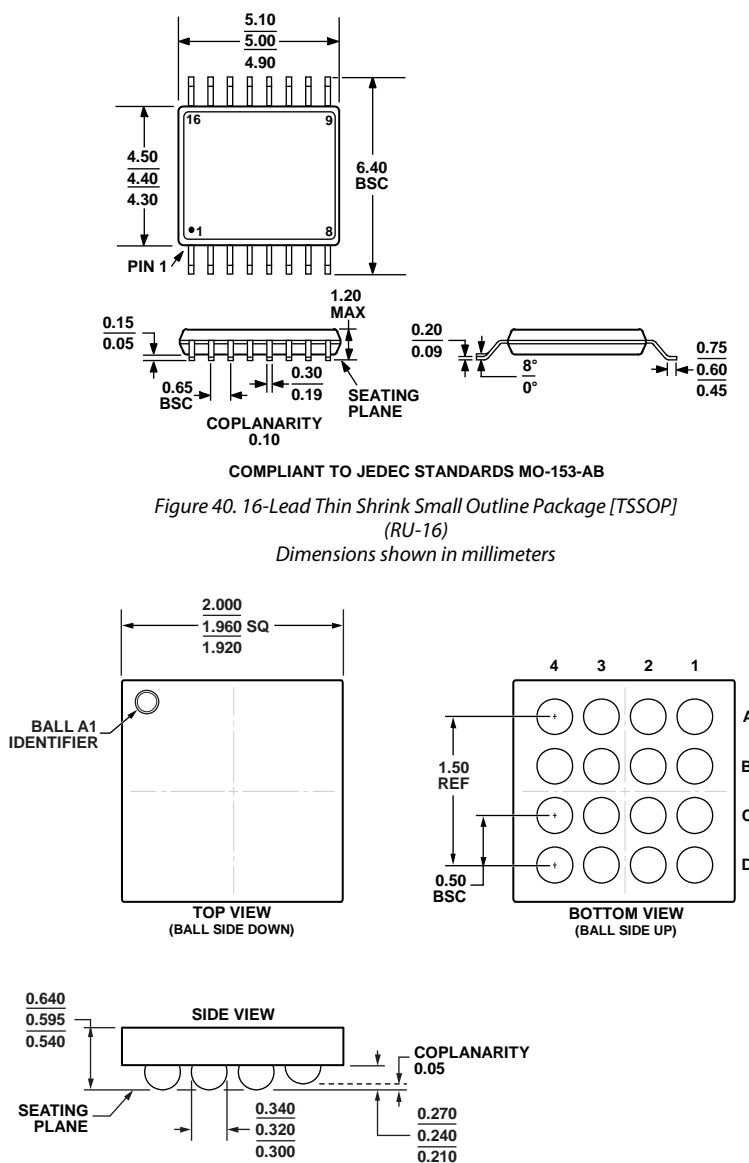 5.10
5.00
4.90
16
9
4.50
4.40
4.30
6.40
BSC
1
8
PIN 1
1.20
MAX
0.15
0.05
0.20
0.09
0.75
0.60
0.45
0.65
BSC
0.30
0.19
SEATING
PLANE
8°
0°
COPLANARITY
0.10
COMPLIANT TO JEDEC STANDARDS MO-153-AB
Figure 40. 16-Lead Thin Shrink Small Outline Package [TSSOP]
(RU-16)
Dimensions shown in millimeters
2.000
1.960 SQ
1.920
4 3 2 1
BALL A1
IDENTIFIER
A
B
C
D
1.50
REF
0.50
BSC
TOP VIEW
(BALL SIDE DOWN)
BOTTOM VIEW
(BALL SIDE UP)
0.640
0.595
0.540
SIDE VIEW
COPLANARITY
0.05
SEATING
PLANE
0.340
0.320
0.300
0.270
0.240
0.210